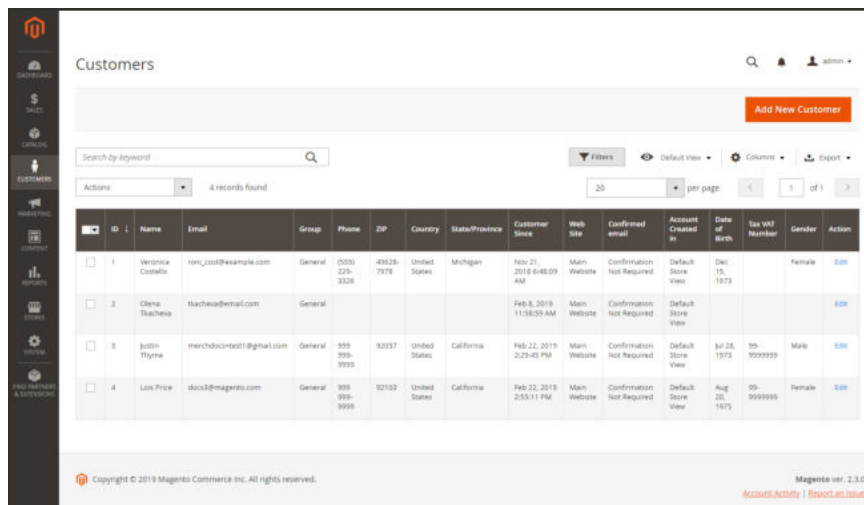 Customers
admin
Add New Customer
DASHBOARD
SALES
CATALOG
CUSTOMERS
MARKETING
CONTENT
REPORTS
STORES
SYSTEM
FIND PARTNERS
& EXTENSIONS
Search by keyword
Filters
Default View
Columns
Export
Actions
4 records found
20
per page
1
of 1
ID ↓ Name Email Group Phone ZIP Country State/Province Customer Since Web Site Confirmed email Account Created in Date of Birth Tax VAT Number Gender Action
1 Veronica Costello roni_cost@example.com General (555) 229-3326 49628-7978 United States Michigan Nov 21, 2018 6:48:09 AM Main Website Confirmation Not Required Default Store View Dec 15, 1973 Female Edit
2 Olena Tkacheva tkacheva@email.com General Feb 8, 2019 11:58:59 AM Main Website Confirmation Not Required Default Store View Edit
3 Justin Thyme merchdocs+test1@gmail.com General 999 999-9999 92037 United States California Feb 22, 2019 2:29:45 PM Main Website Confirmation Not Required Default Store View Jul 28, 1973 99-9999999 Male Edit
4 Lois Price docs3@magento.com General 999 999-9999 92103 United States California Feb 22, 2019 2:55:11 PM Main Website Confirmation Not Required Default Store View Aug 20, 1975 99-9999999 Female Edit
Copyright © 2019 Magento Commerce Inc. All rights reserved.
Magento ver. 2.3.0
Account Activity | Report an Issue